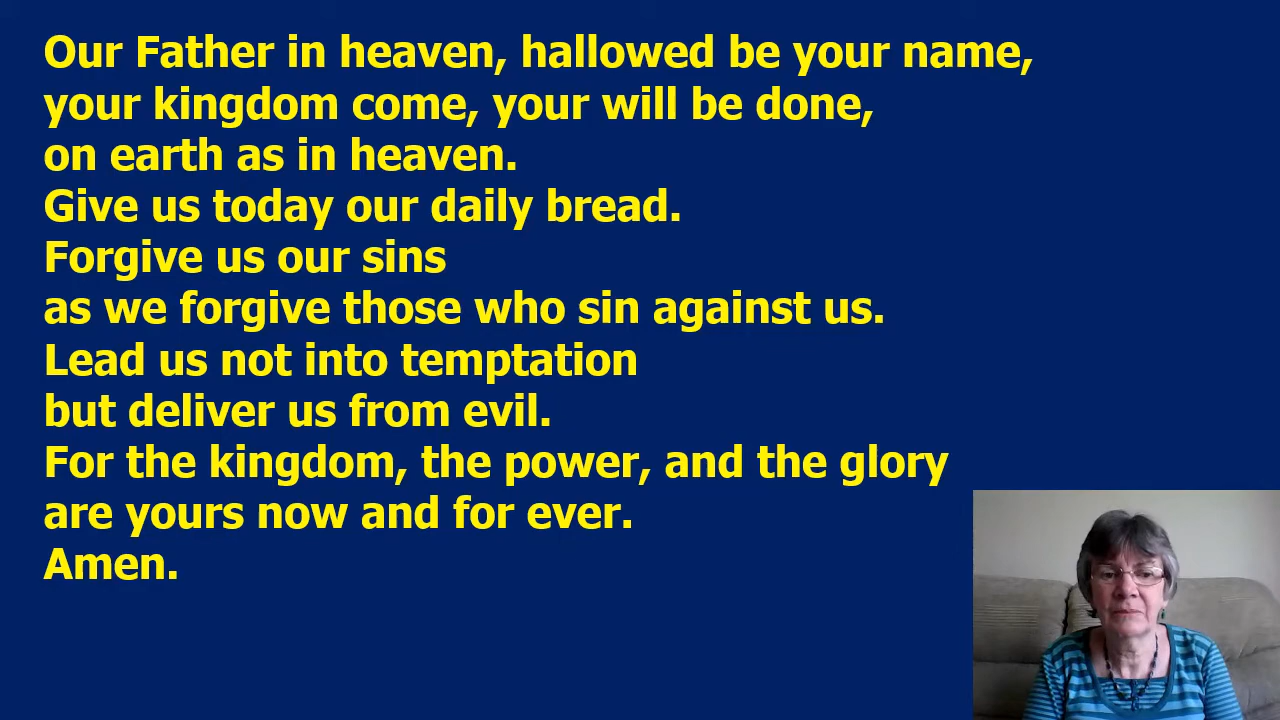 Our Father in heaven, hallowed be your name,
your kingdom come, your will be done,
on earth as in heaven.
Give us today our daily bread.
Forgive us our sins
as we forgive those who sin against us.
Lead us not into temptation
but deliver us from evil.
For the kingdom, the power, and the glory
are yours now and for ever.
Amen.